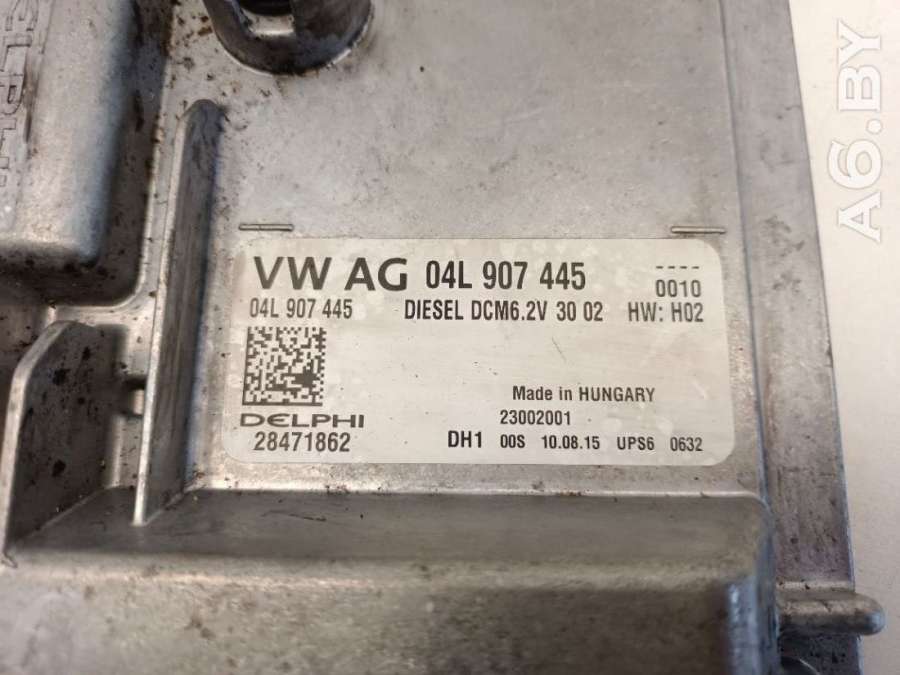 VW AG 04L 907 445 ----
0010
04L 907 445 DIESEL DCM6.2V 30 02 HW: H02
Made in HUNGARY
DELPHI 23002001
28471862 DH1 00S 10.08.15 UPS6 0632
A6.BY